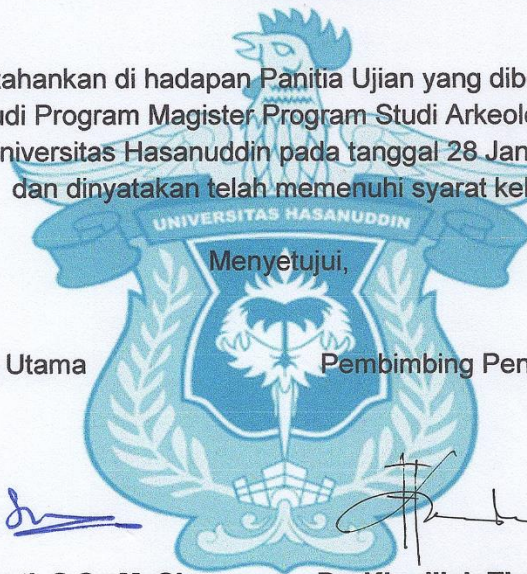 tahankan di hadapan Panitia Ujian yang dib
udi Program Magister Program Studi Arkeolo
niversitas Hasanuddin pada tanggal 28 Jan
dan dinyatakan telah memenuhi syarat kel
UNIVERSITAS HASANUDDIN
Menyetujui,
Utama Pembimbing Pen